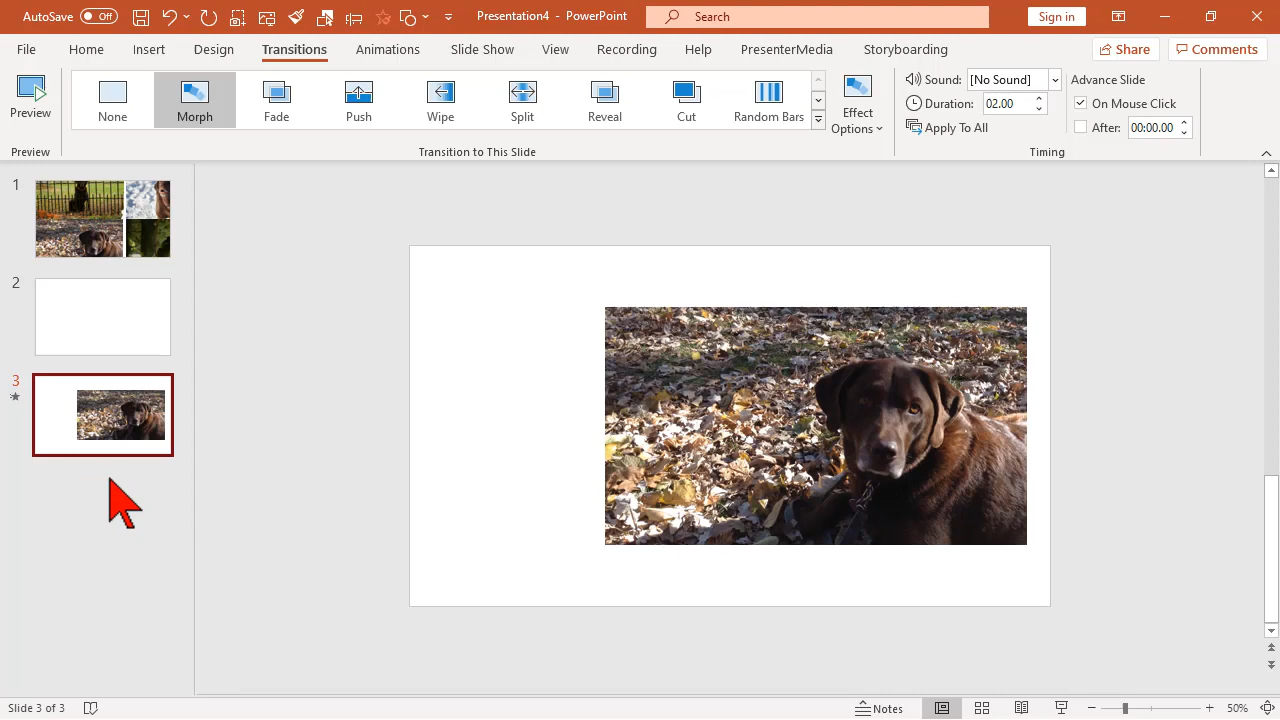 AutoSave Off Presentation4 - PowerPoint Search Sign in
File Home Insert Design Transitions Animations Slide Show View Recording Help PresenterMedia Storyboarding Share Comments
Preview None Morph Fade Push Wipe Split Reveal Cut Random Bars Effect Options
Sound: [No Sound] Advance Slide
Duration: 02.00 On Mouse Click
Apply To All After: 00:00.00
Preview Transition to This Slide Timing
1
2
3
Slide 3 of 3 Notes 50%